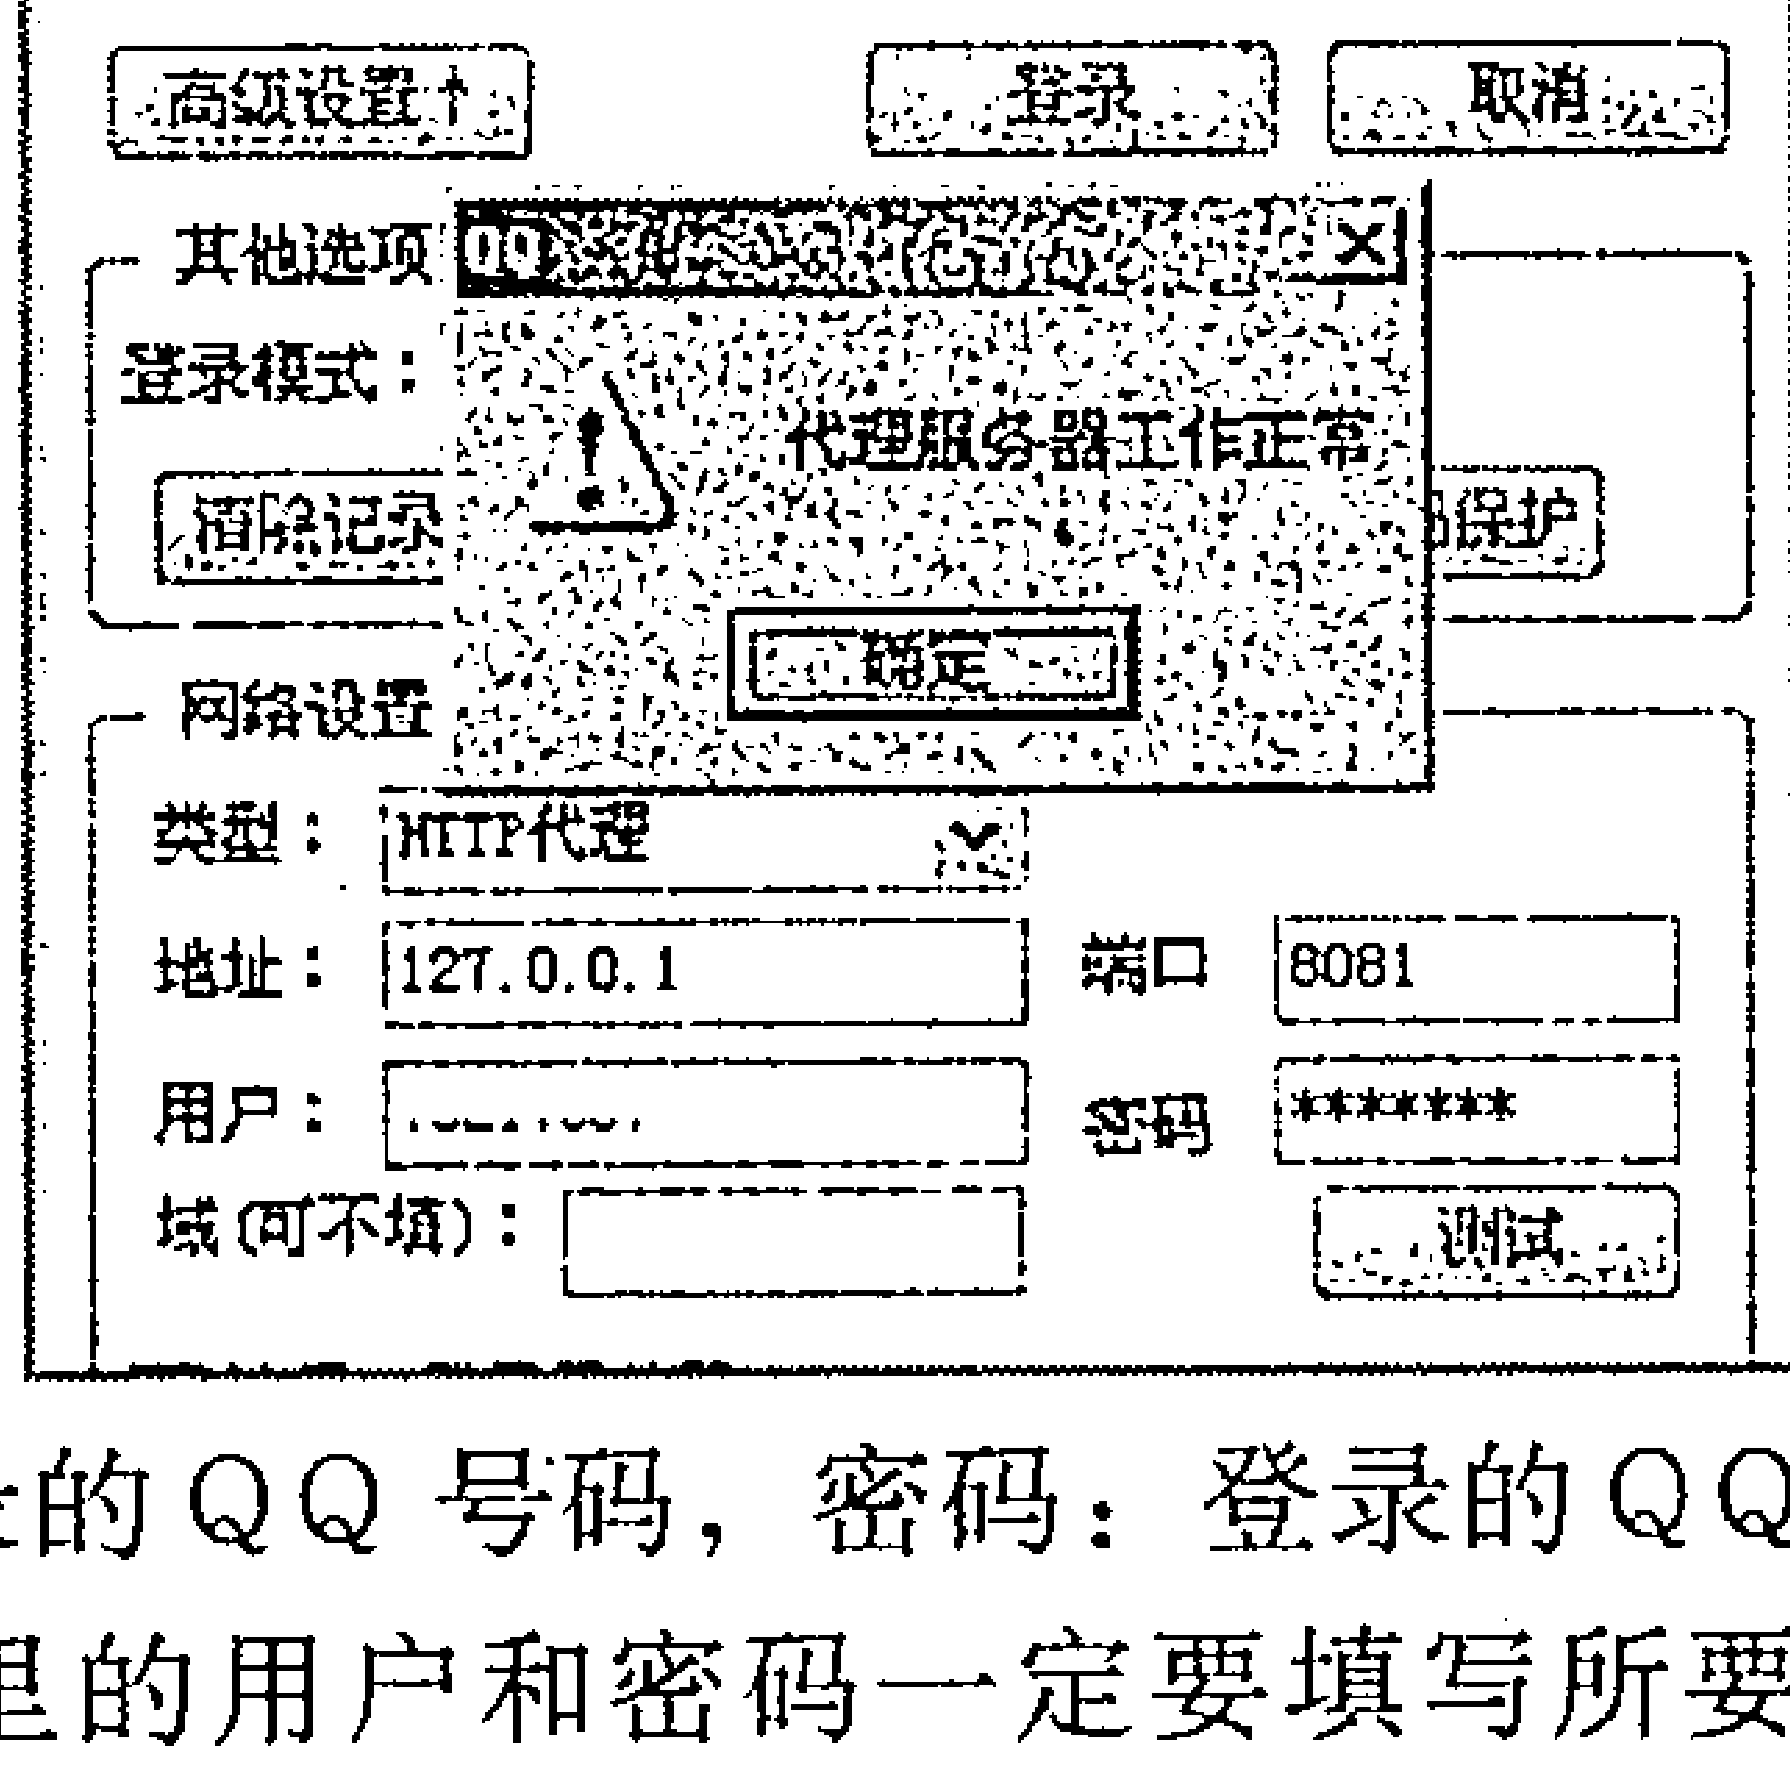 高级设置↑ 登录 取消
其他选项
登录模式：
代理服务器工作正常
清除记录 保护
确定
网络设置
类型： HTTP代理
地址： 127.0.0.1 端口 8081
用户： 密码 *******
域(可不填)： 测试
的QQ 号码，密码：登录的QQ
里的用户和密码一定要填写所要